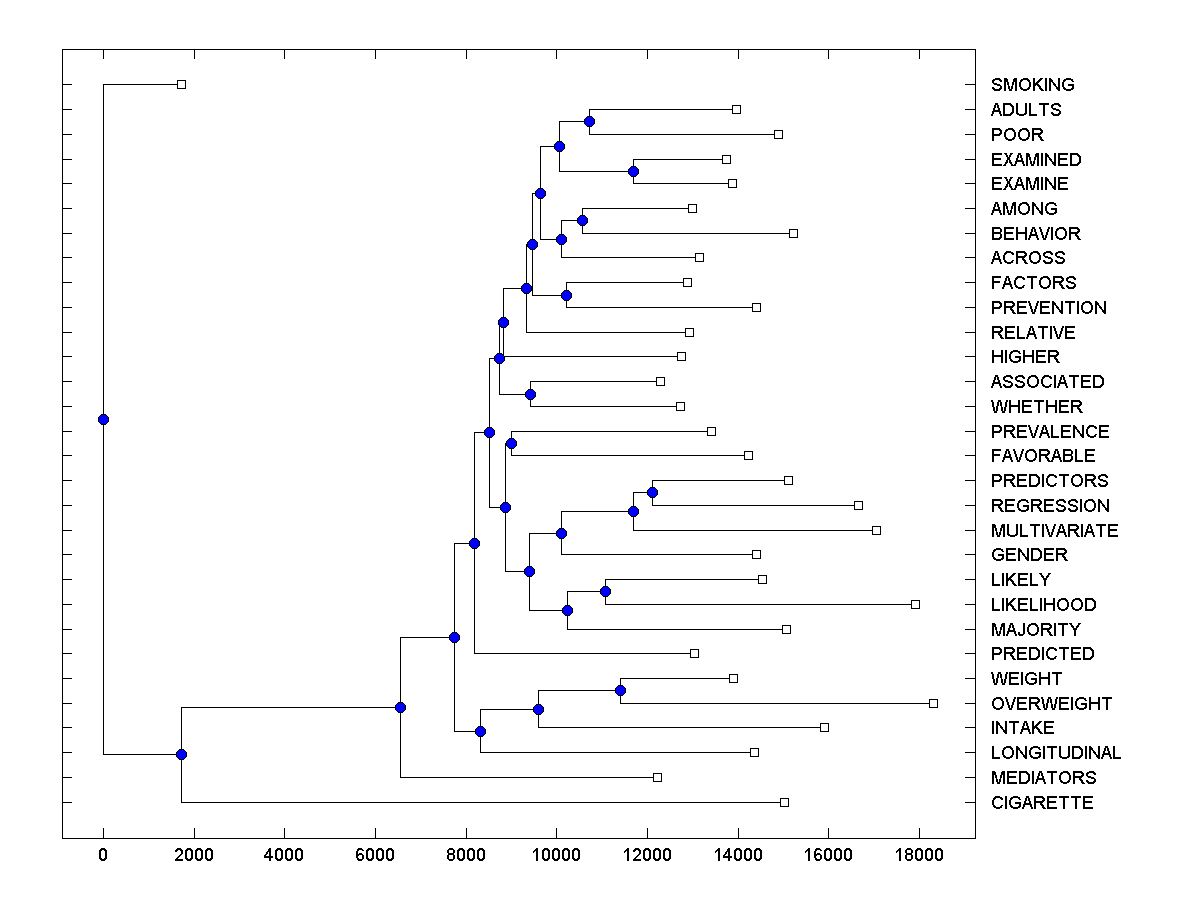 SMOKING
ADULTS
POOR
EXAMINED
EXAMINE
AMONG
BEHAVIOR
ACROSS
FACTORS
PREVENTION
RELATIVE
HIGHER
ASSOCIATED
WHETHER
PREVALENCE
FAVORABLE
PREDICTORS
REGRESSION
MULTIVARIATE
GENDER
LIKELY
LIKELIHOOD
MAJORITY
PREDICTED
WEIGHT
OVERWEIGHT
INTAKE
LONGITUDINAL
MEDIATORS
CIGARETTE
0 2000 4000 6000 8000 10000 12000 14000 16000 18000